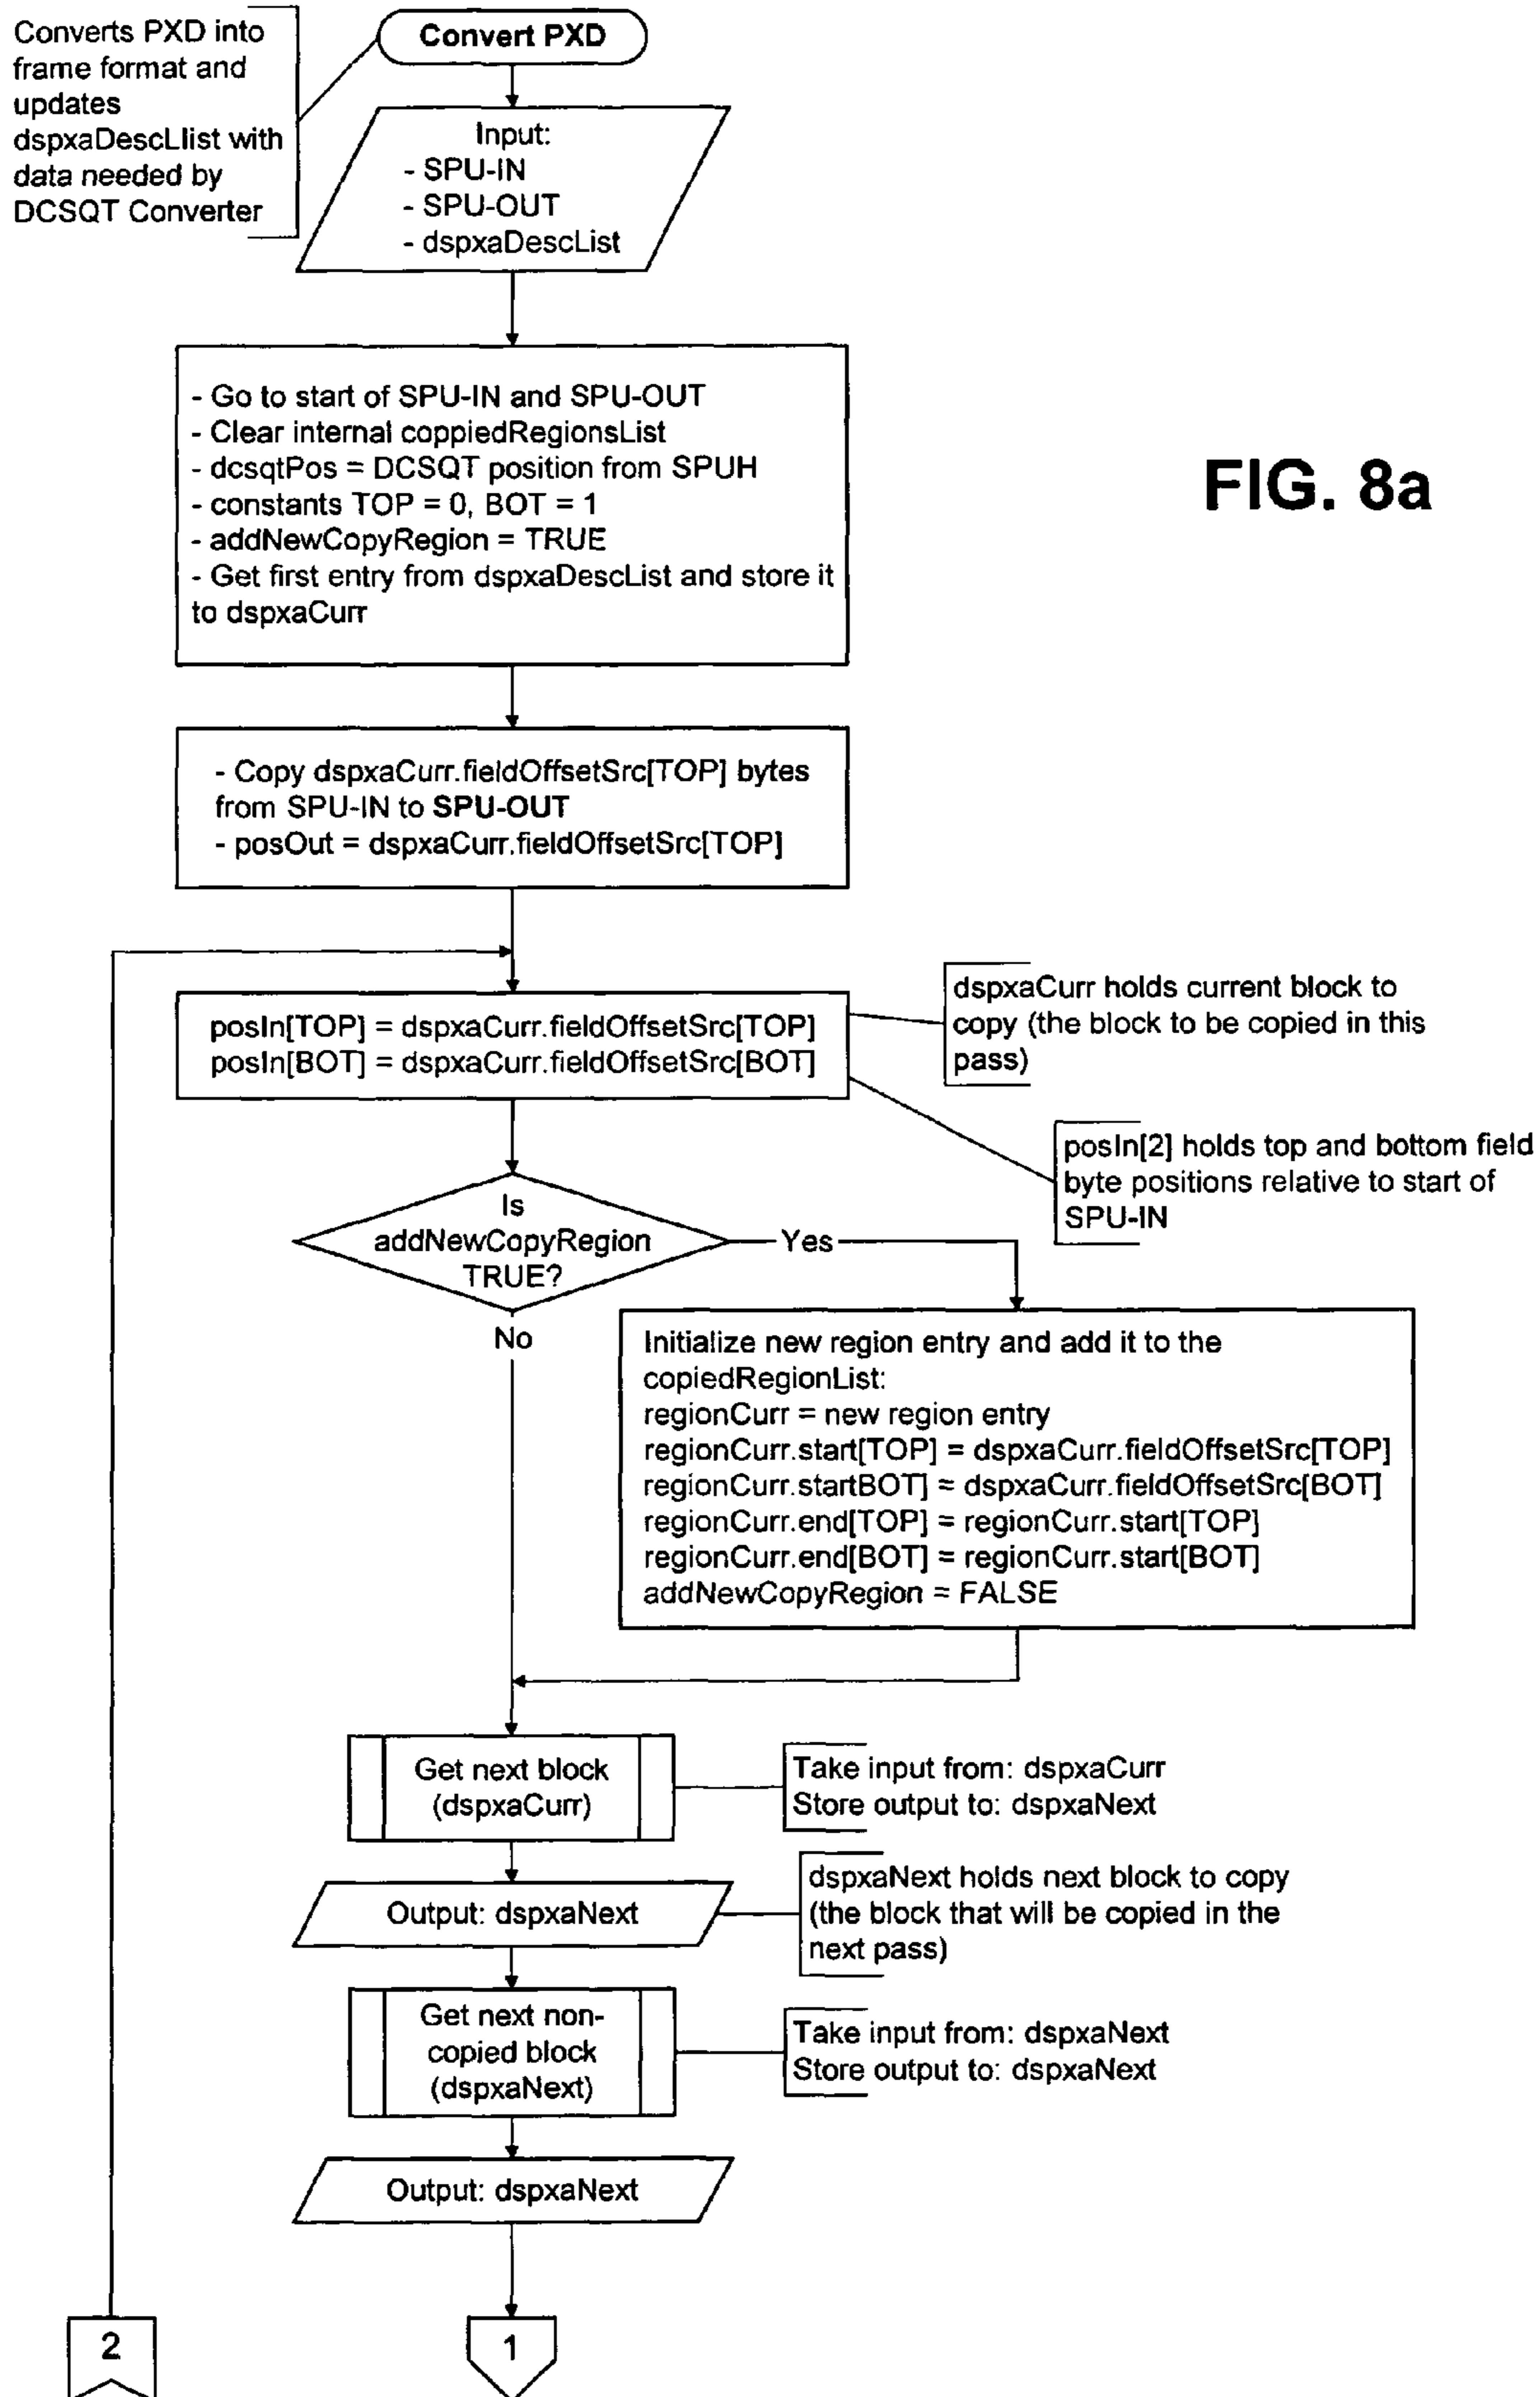 Converts PXD into
frame format and
updates
dspxaDescLlist with
data needed by
DCSQT Converter
Convert PXD
Input:
- SPU-IN
- SPU-OUT
- dspxaDescList
- Go to start of SPU-IN and SPU-OUT
- Clear internal coppiedRegionsList
- dcsqtPos = DCSQT position from SPUH
- constants TOP = 0, BOT = 1
- addNewCopyRegion = TRUE
- Get first entry from dspxaDescList and store it
to dspxaCurr
FIG. 8a
- Copy dspxaCurr.fieldOffsetSrc[TOP] bytes
from SPU-IN to SPU-OUT
- posOut = dspxaCurr.fieldOffsetSrc[TOP]
posIn[TOP] = dspxaCurr.fieldOffsetSrc[TOP]
posIn[BOT] = dspxaCurr.fieldOffsetSrc[BOT]
dspxaCurr holds current block to
copy (the block to be copied in this
pass)
posIn[2] holds top and bottom field
byte positions relative to start of
SPU-IN
Is
addNewCopyRegion
TRUE?
Yes
No
Initialize new region entry and add it to the
copiedRegionList:
regionCurr = new region entry
regionCurr.start[TOP] = dspxaCurr.fieldOffsetSrc[TOP]
regionCurr.startBOT] = dspxaCurr.fieldOffsetSrc[BOT]
regionCurr.end[TOP] = regionCurr.start[TOP]
regionCurr.end[BOT] = regionCurr.start[BOT]
addNewCopyRegion = FALSE
Get next block
(dspxaCurr)
Take input from: dspxaCurr
Store output to: dspxaNext
Output: dspxaNext
dspxaNext holds next block to copy
(the block that will be copied in the
next pass)
Get next non-
copied block
(dspxaNext)
Take input from: dspxaNext
Store output to: dspxaNext
Output: dspxaNext
2
1